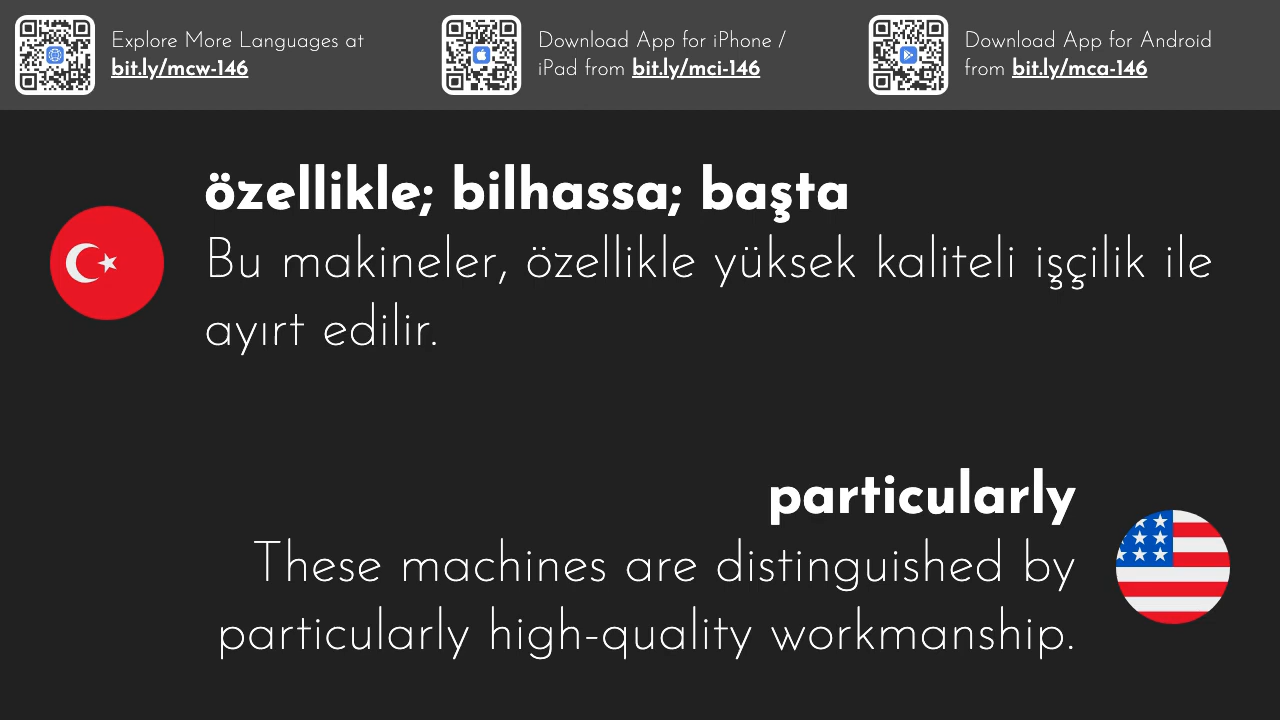 Explore More Languages at
bit.ly/mcw-146
Download App for iPhone /
iPad from bit.ly/mci-146
Download App for Android
from bit.ly/mca-146
özellikle; bilhassa; başta
Bu makineler, özellikle yüksek kaliteli işçilik ile
ayırt edilir.
particularly
These machines are distinguished by
particularly high-quality workmanship.